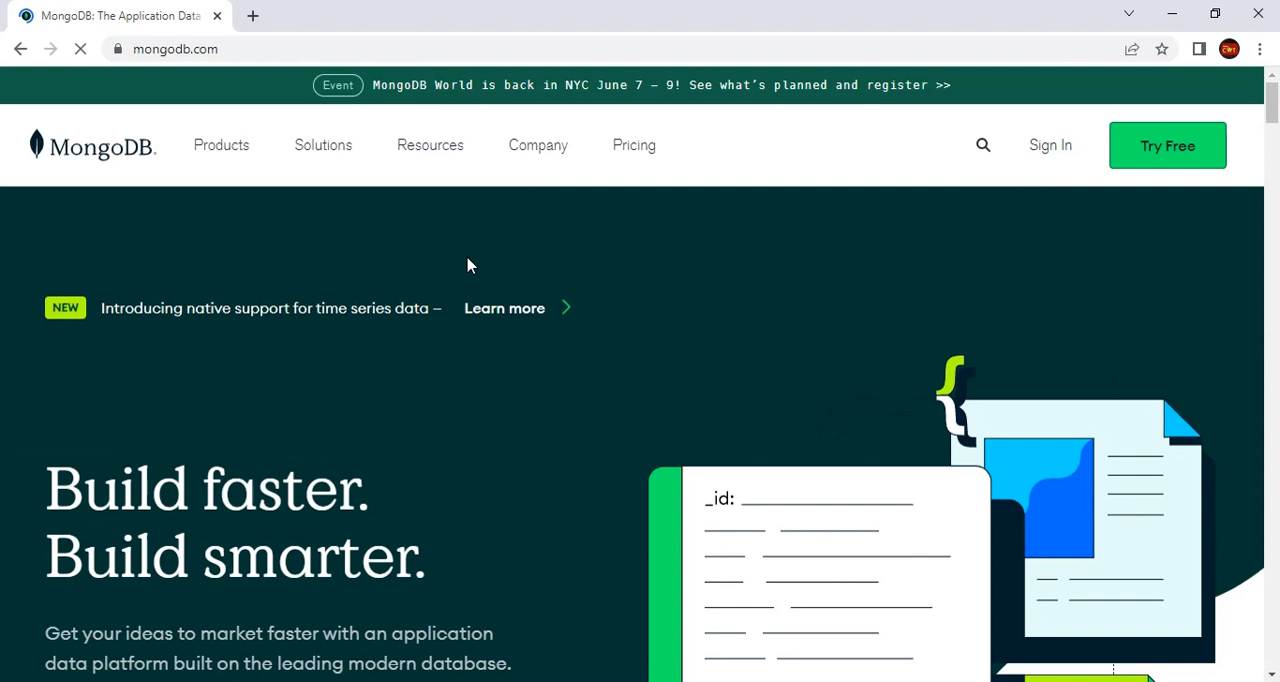 MongoDB: The Application Data
mongodb.com
CWT
Event MongoDB World is back in NYC June 7 – 9! See what's planned and register >>
MongoDB. Products Solutions Resources Company Pricing Sign In Try Free
NEW Introducing native support for time series data – Learn more
{
_id:
Build faster.
Build smarter.
Get your ideas to market faster with an application
data platform built on the leading modern database.